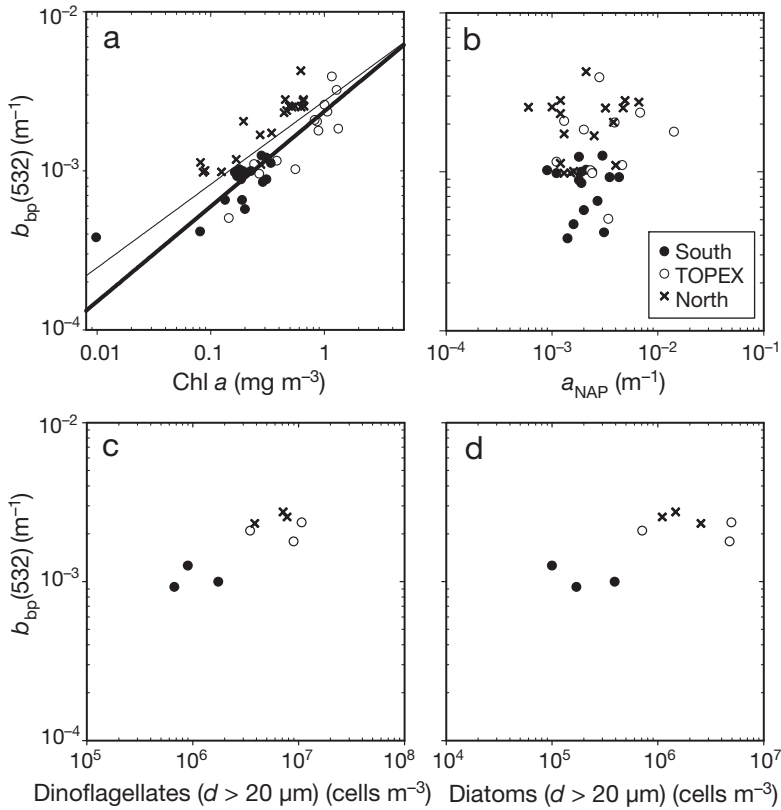 a
b
10⁻²
10⁻³
10⁻⁴
b_bp(532) (m⁻¹)
0.01 0.1 1
Chl a (mg m⁻³)
South
TOPEX
North
10⁻⁴ 10⁻³ 10⁻² 10⁻¹
a_NAP (m⁻¹)
c
d
10⁻²
10⁻³
10⁻⁴
b_bp(532) (m⁻¹)
10⁵ 10⁶ 10⁷ 10⁸
Dinoflagellates (d > 20 µm) (cells m⁻³)
10⁴ 10⁵ 10⁶ 10⁷
Diatoms (d > 20 µm) (cells m⁻³)